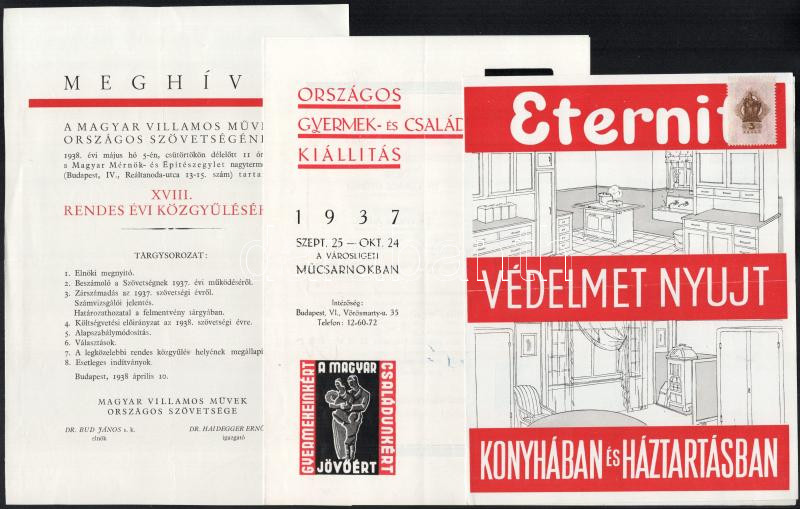 MEGHÍV
A MAGYAR VILLAMOS MŰVE
ORSZÁGOS SZÖVETSÉGÉN
1938. évi május hó 5-én, csütörtökön délelőtt 11 ór
a Magyar Mérnök- és Építészegylet nagyterm
(Budapest, IV., Reáltanoda-utca 13-15. szám) tarta
XVIII.
RENDES ÉVI KÖZGYŰLÉSÉR
TÁRGYSOROZAT:
1. Elnöki megnyitó.
2. Beszámoló a Szövetségnek 1937. évi működéséről.
3. Zárszámadás az 1937. szövetségi évről.
Számvizsgálói jelentés.
Határozathozatal a felmentvény tárgyában.
4. Költségvetési előirányzat az 1938. szövetségi évre.
5. Alapszabálymódosítás.
6. Választások.
7. A legközelebbi rendes közgyűlés helyének megállapí
8. Esetleges indítványok.
Budapest, 1938 április 10.
MAGYAR VILLAMOS MŰVEK
ORSZÁGOS SZÖVETSÉGE
DR. BUD JÁNOS s. k.
elnök
DR. HAIDEGGER ERNŐ
igazgató
ORSZÁGOS
GYERMEK- ÉS CSALÁD
KIÁLLITÁS
1937
SZEPT. 25 — OKT. 24
A VÁROSLIGETI
MŰCSARNOKBAN
Intézőség:
Budapest, VI., Vörösmarty-u. 35
Telefon: 12-60-72
GYERMEKEINKÉRT
A MAGYAR
CSALÁDUNKÉRT
JÖVŐÉRT
Eternit
3
VÉDELMET NYUJT
KONYHÁBAN ÉS HÁZTARTÁSBAN